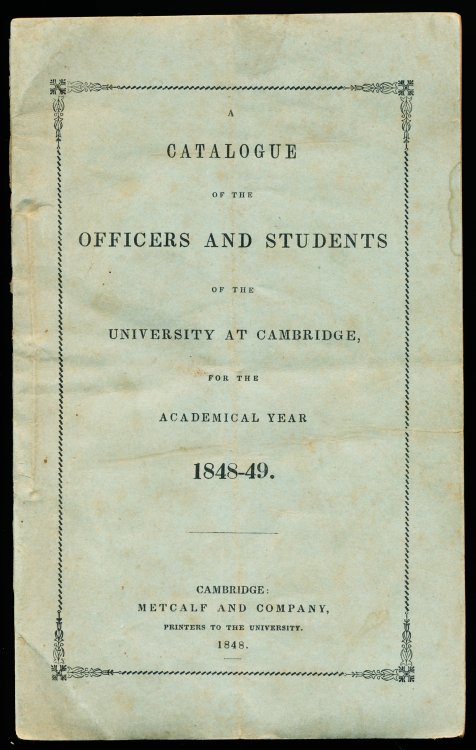 A
CATALOGUE
OF THE
OFFICERS AND STUDENTS
OF THE
UNIVERSITY AT CAMBRIDGE,
FOR THE
ACADEMICAL YEAR
1848-49.
CAMBRIDGE:
METCALF AND COMPANY,
PRINTERS TO THE UNIVERSITY.
1848.